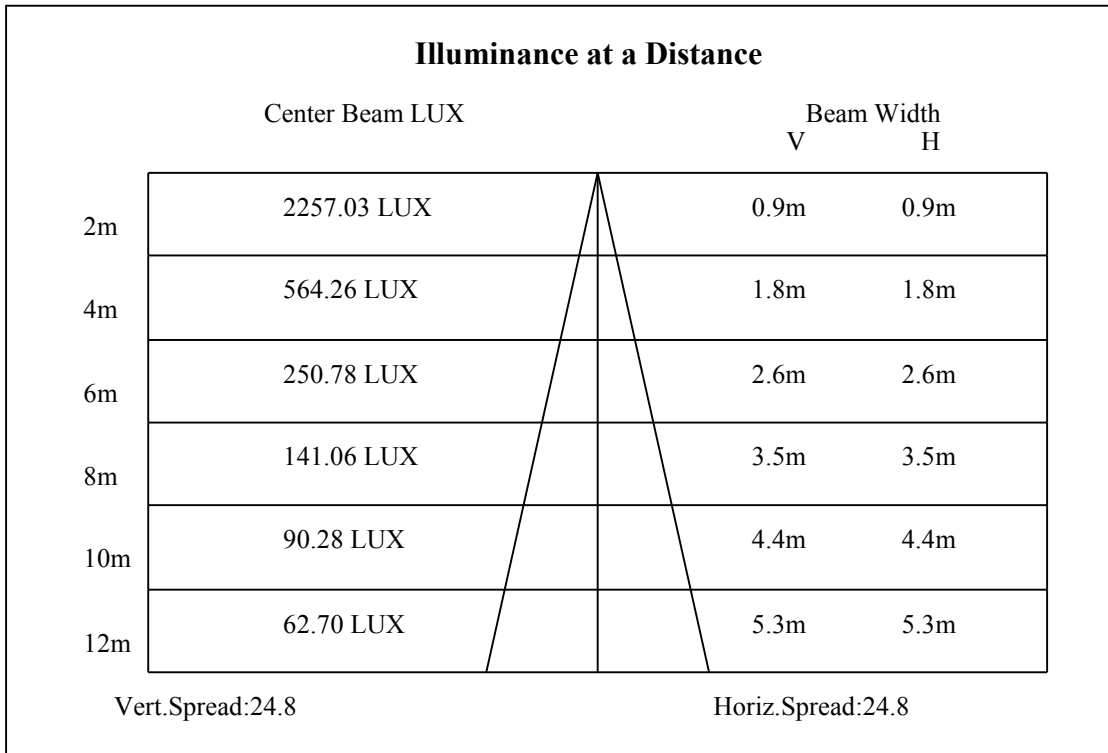 Illuminance at a Distance
Center Beam LUX Beam Width
V H
2m 2257.03 LUX 0.9m 0.9m
4m 564.26 LUX 1.8m 1.8m
6m 250.78 LUX 2.6m 2.6m
8m 141.06 LUX 3.5m 3.5m
10m 90.28 LUX 4.4m 4.4m
12m 62.70 LUX 5.3m 5.3m
Vert.Spread:24.8 Horiz.Spread:24.8